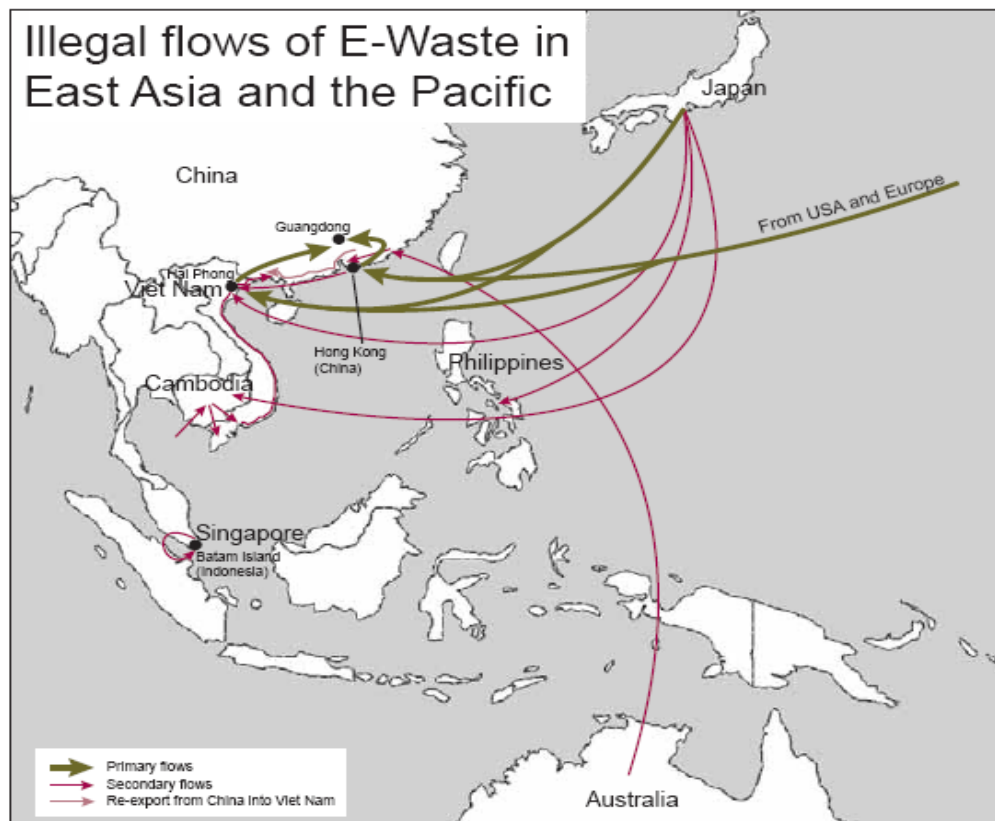 Illegal flows of E-Waste in
East Asia and the Pacific
Japan
China
From USA and Europe
Guangdong
Hai Phong
Viet Nam
Hong Kong
(China)
Philippines
Cambodia
Singapore
Batam Island
(Indonesia)
Primary flows
Secondary flows
Re-export from China into Viet Nam
Australia